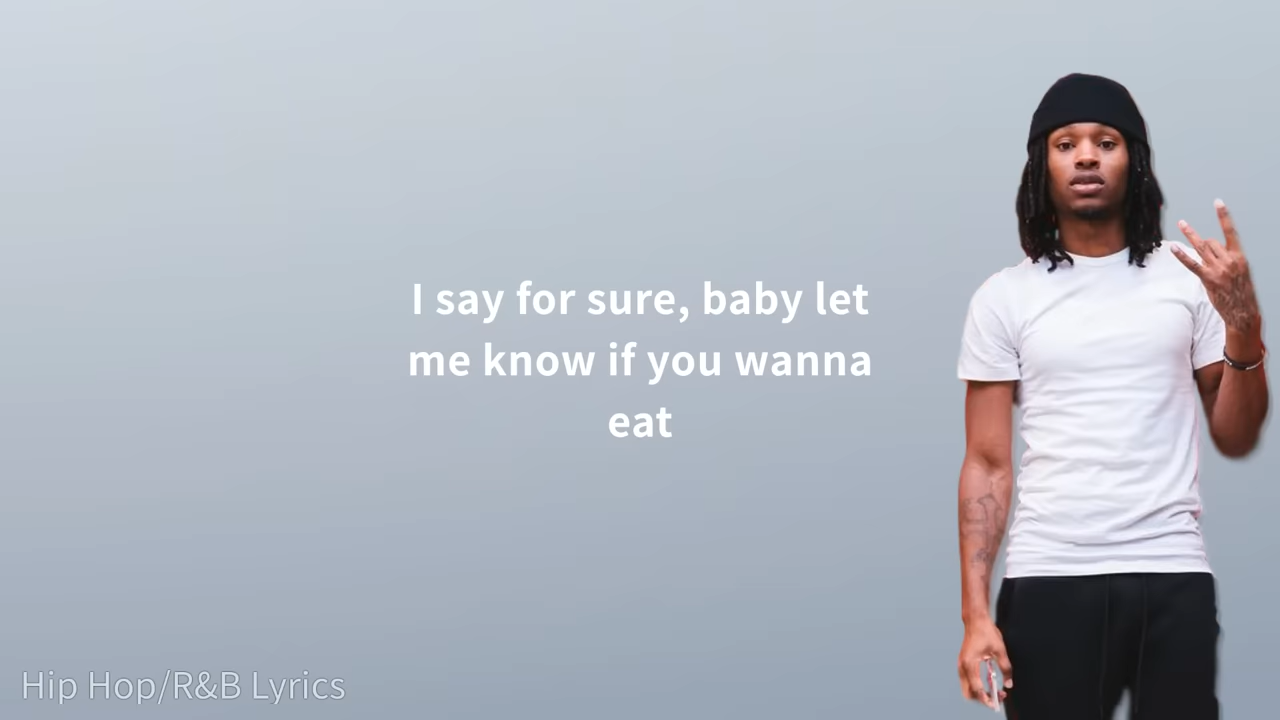 I say for sure, baby let
me know if you wanna
eat
Hip Hop/R&B Lyrics